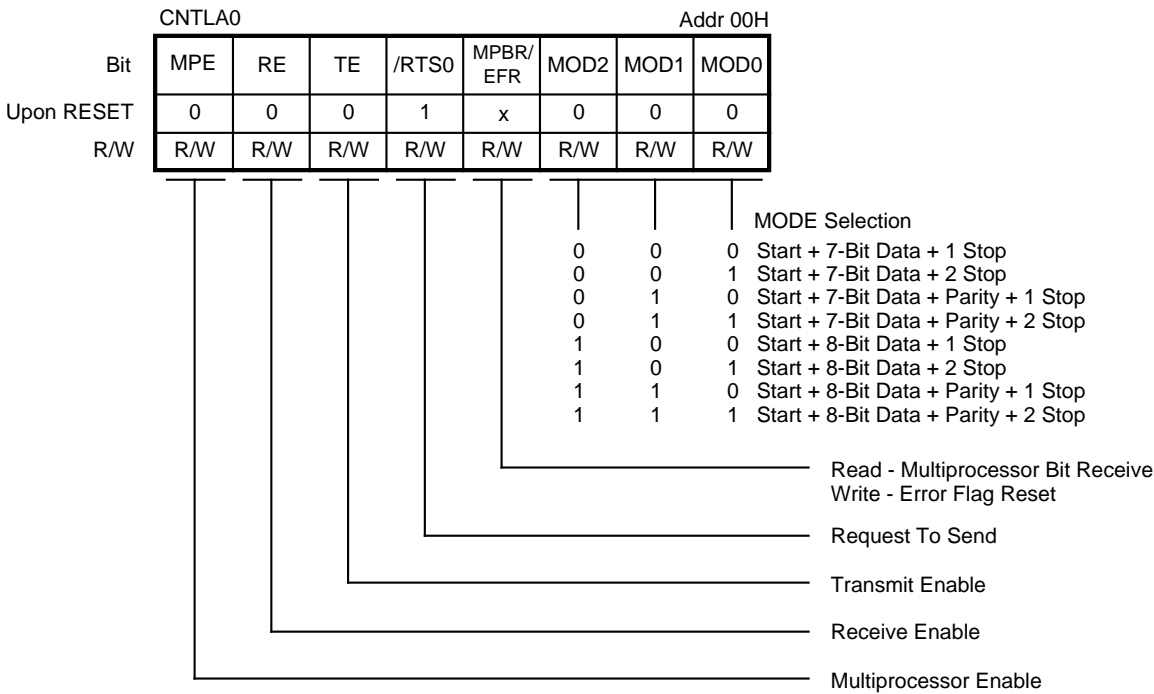 CNTLA0 Addr 00H
Bit MPE RE TE /RTS0 MPBR/ EFR MOD2 MOD1 MOD0
Upon RESET 0 0 0 1 x 0 0 0
R/W R/W R/W R/W R/W R/W R/W R/W R/W
MODE Selection
0 0 0 Start + 7-Bit Data + 1 Stop
0 0 1 Start + 7-Bit Data + 2 Stop
0 1 0 Start + 7-Bit Data + Parity + 1 Stop
0 1 1 Start + 7-Bit Data + Parity + 2 Stop
1 0 0 Start + 8-Bit Data + 1 Stop
1 0 1 Start + 8-Bit Data + 2 Stop
1 1 0 Start + 8-Bit Data + Parity + 1 Stop
1 1 1 Start + 8-Bit Data + Parity + 2 Stop
Read - Multiprocessor Bit Receive
Write - Error Flag Reset
Request To Send
Transmit Enable
Receive Enable
Multiprocessor Enable